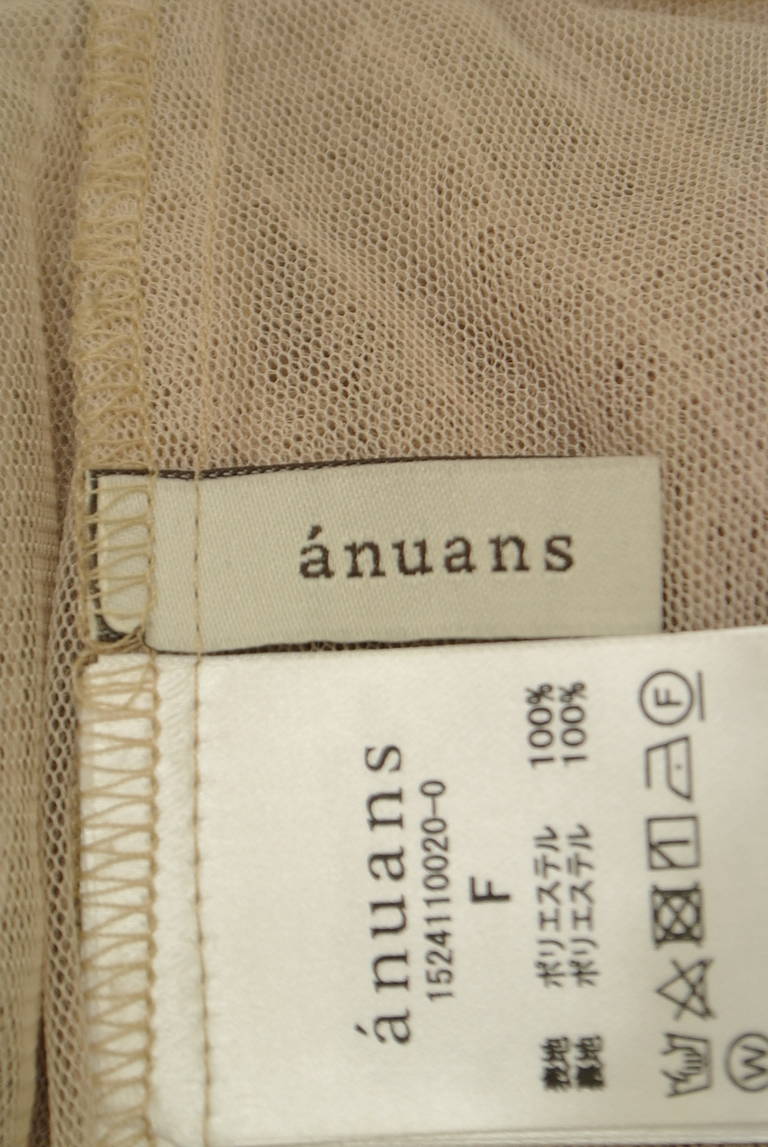 ánuans
ánuans
1524110020-0
F
表地 ポリエステル 100%
裏地 ポリエステル 100%
F
W